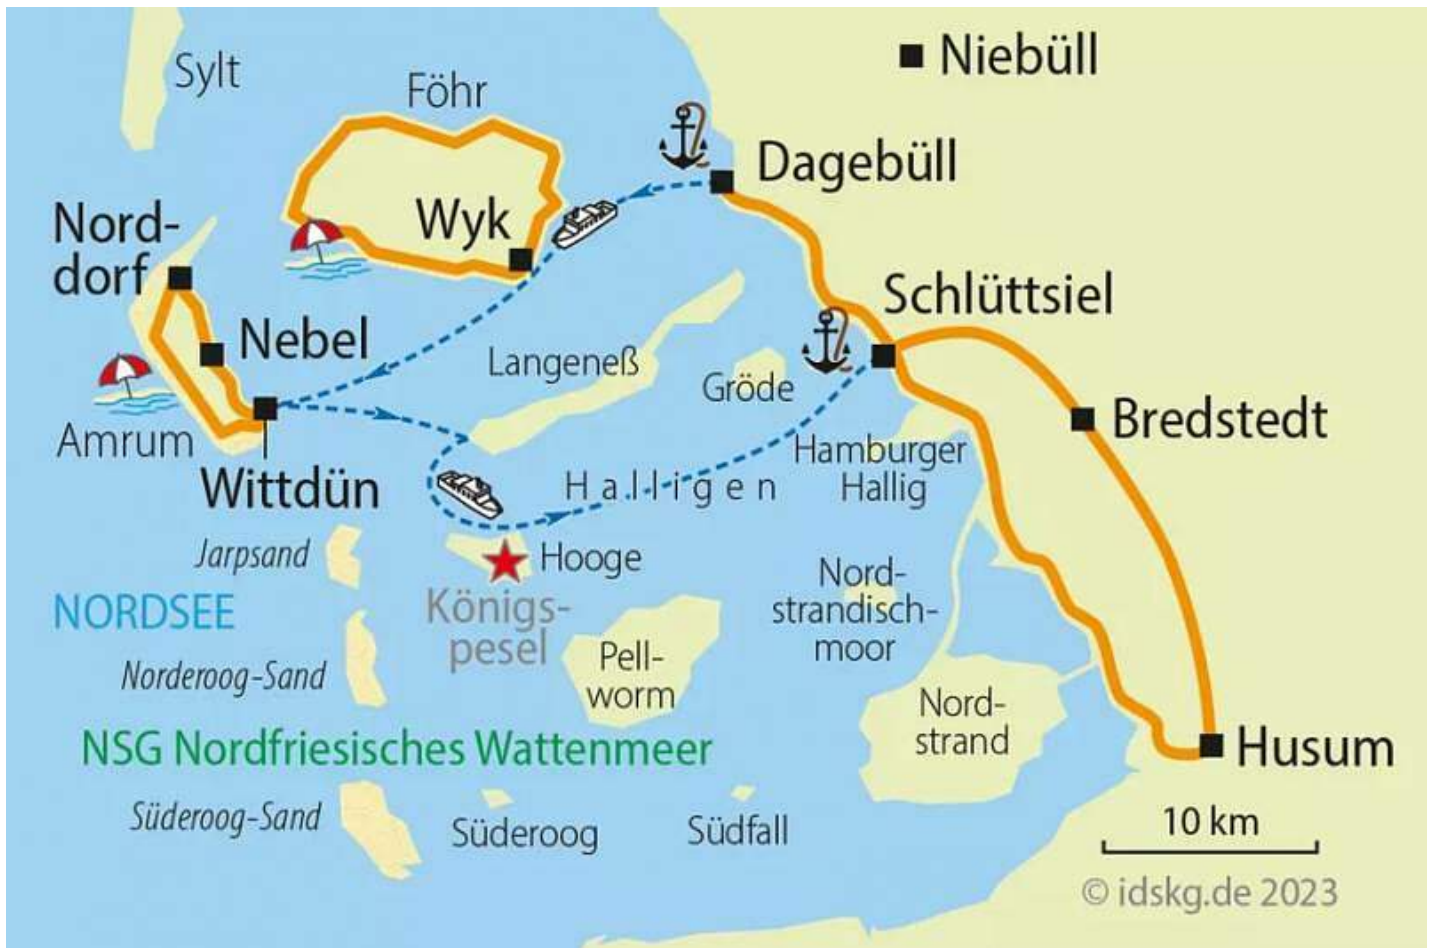 Niebüll
Sylt
Föhr
Dagebüll
Wyk
Nord-
dorf
Schlüttsiel
Nebel
Langeneß
Gröde
Bredstedt
Amrum
Hamburger
Hallig
Wittdün
Halligen
Jarpsand
Hooge
Nord-
strandisch-
moor
NORDSEE
Königs-
pesel
Pell-
worm
Norderoog-Sand
Nord-
strand
NSG Nordfriesisches Wattenmeer
Husum
Süderoog-Sand
Süderoog
Südfall
10 km
© idskg.de 2023